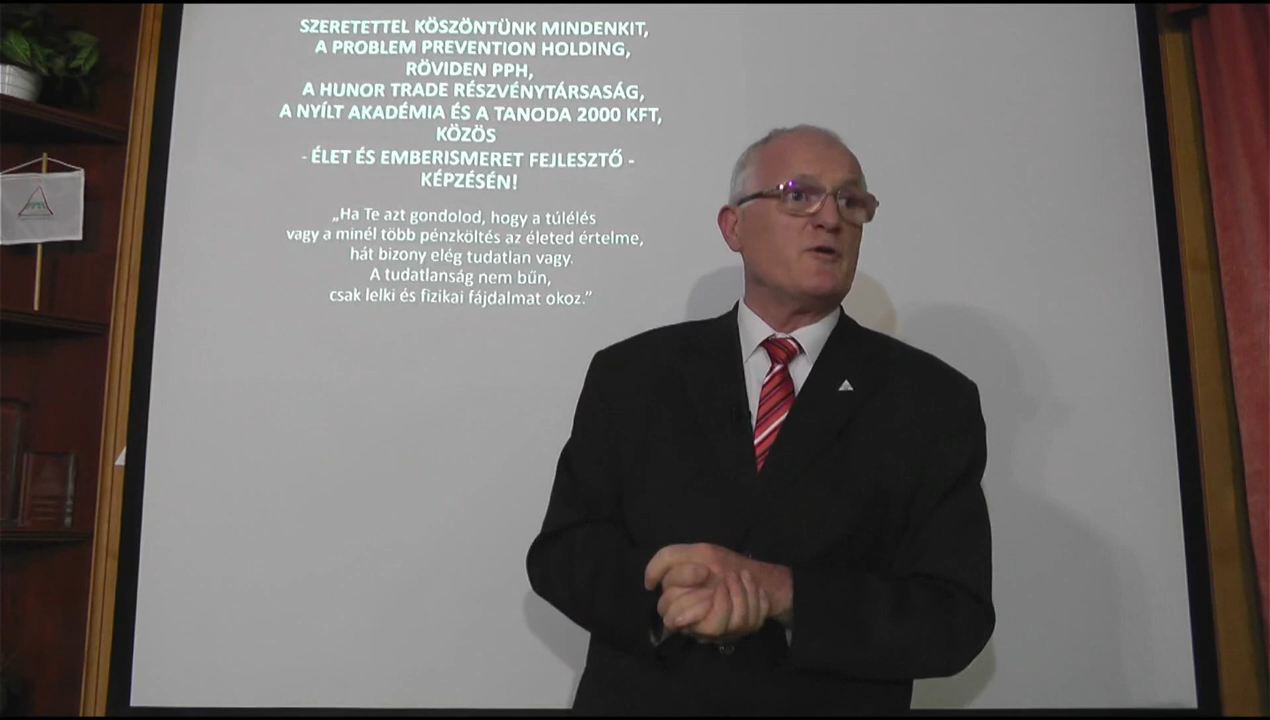 SZERETETTEL KÖSZÖNTÜNK MINDENKIT,
A PROBLEM PREVENTION HOLDING,
RÖVIDEN PPH,
A HUNOR TRADE RÉSZVÉNYTÁRSASÁG,
A NYÍLT AKADÉMIA ÉS A TANODA 2000 KFT,
KÖZÖS
- ÉLET ÉS EMBERISMERET FEJLESZTŐ -
KÉPZÉSÉN!
„Ha Te azt gondolod, hogy a túlélés
vagy a minél több pénzköltés az életed értelme,
hát bizony elég tudatlan vagy.
A tudatlanság nem bűn,
csak lelki és fizikai fájdalmat okoz.”